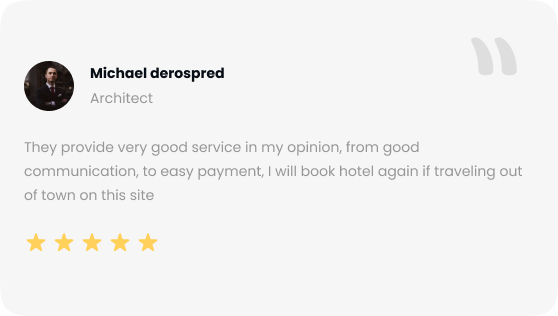 Michael derospred
Architect
They provide very good service in my opinion, from good
communication, to easy payment, I will book hotel again if traveling out
of town on this site